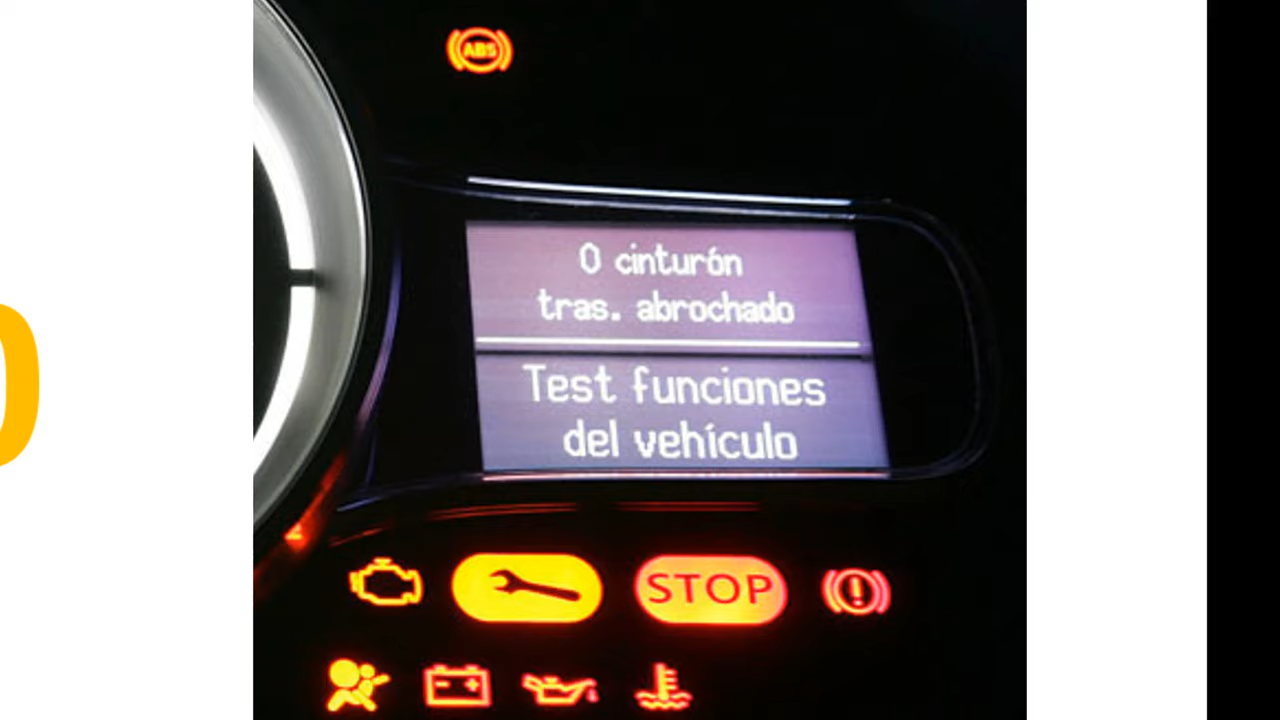 ABS
0 cinturón
tras. abrochado
Test funciones
del vehículo
STOP